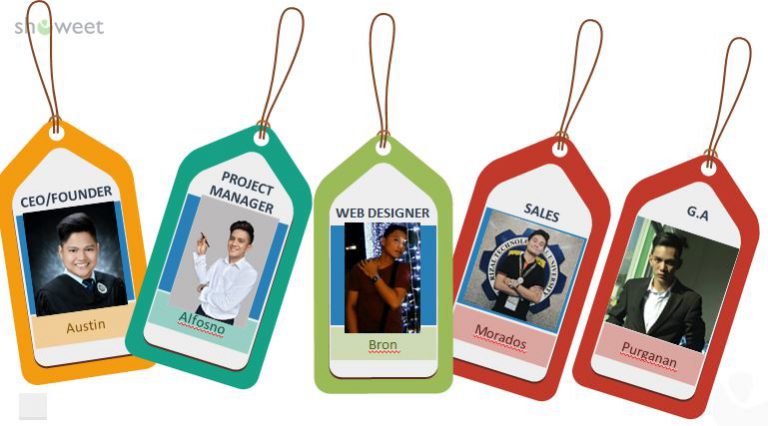 showeet
CEO/FOUNDER
Austin
PROJECT
MANAGER
Alfosno
WEB DESIGNER
Bron
SALES
Morados
G.A
Purganan